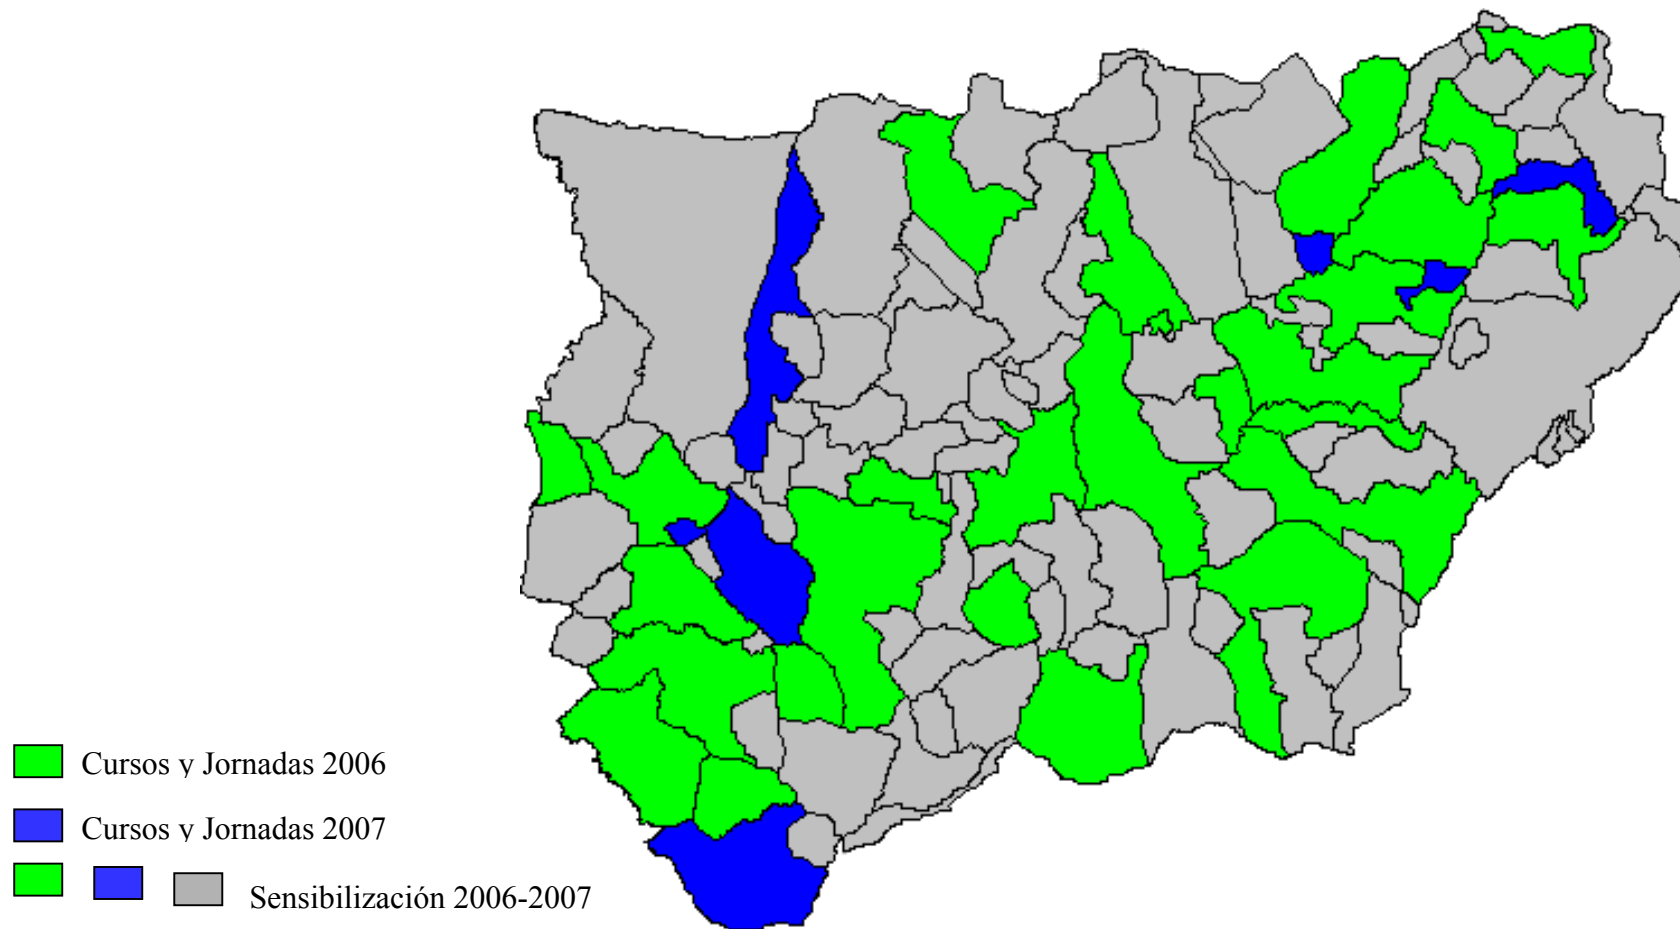 Cursos y Jornadas 2006
Cursos y Jornadas 2007
Sensibilización 2006-2007